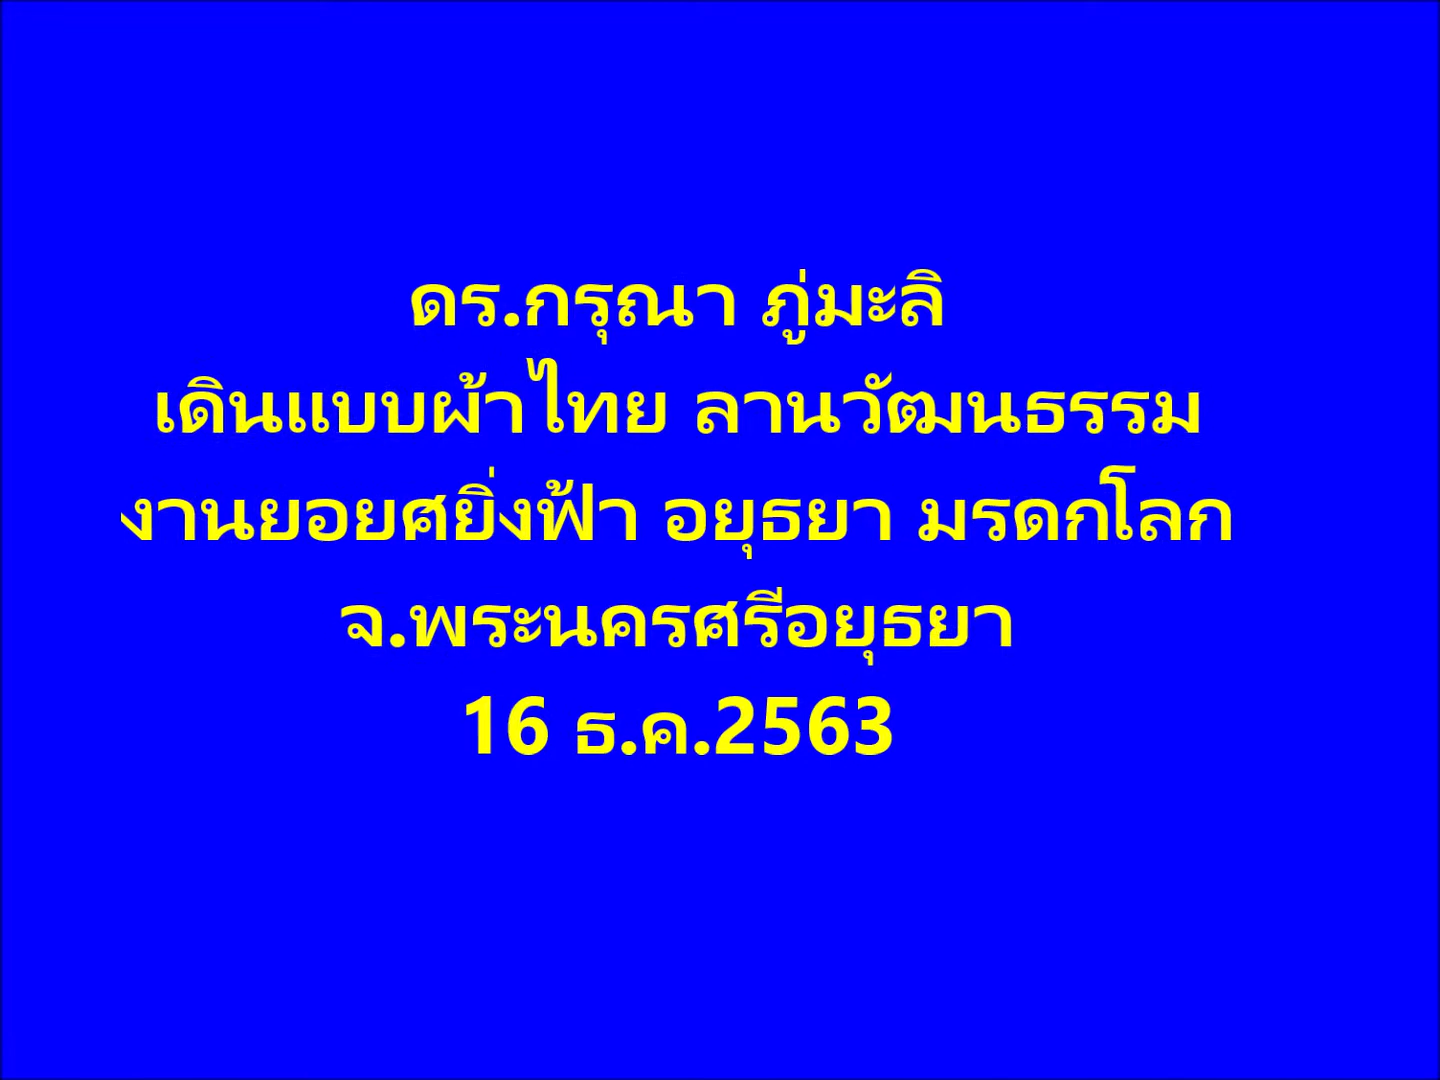 ดร.กรุณา ภู่มะลิ
เดินแบบผ้าไทย ลานวัฒนธรรม
งานยอยศยิ่งฟ้า อยุธยา มรดกโลก
จ.พระนครศรีอยุธยา
16 ธ.ค.2563